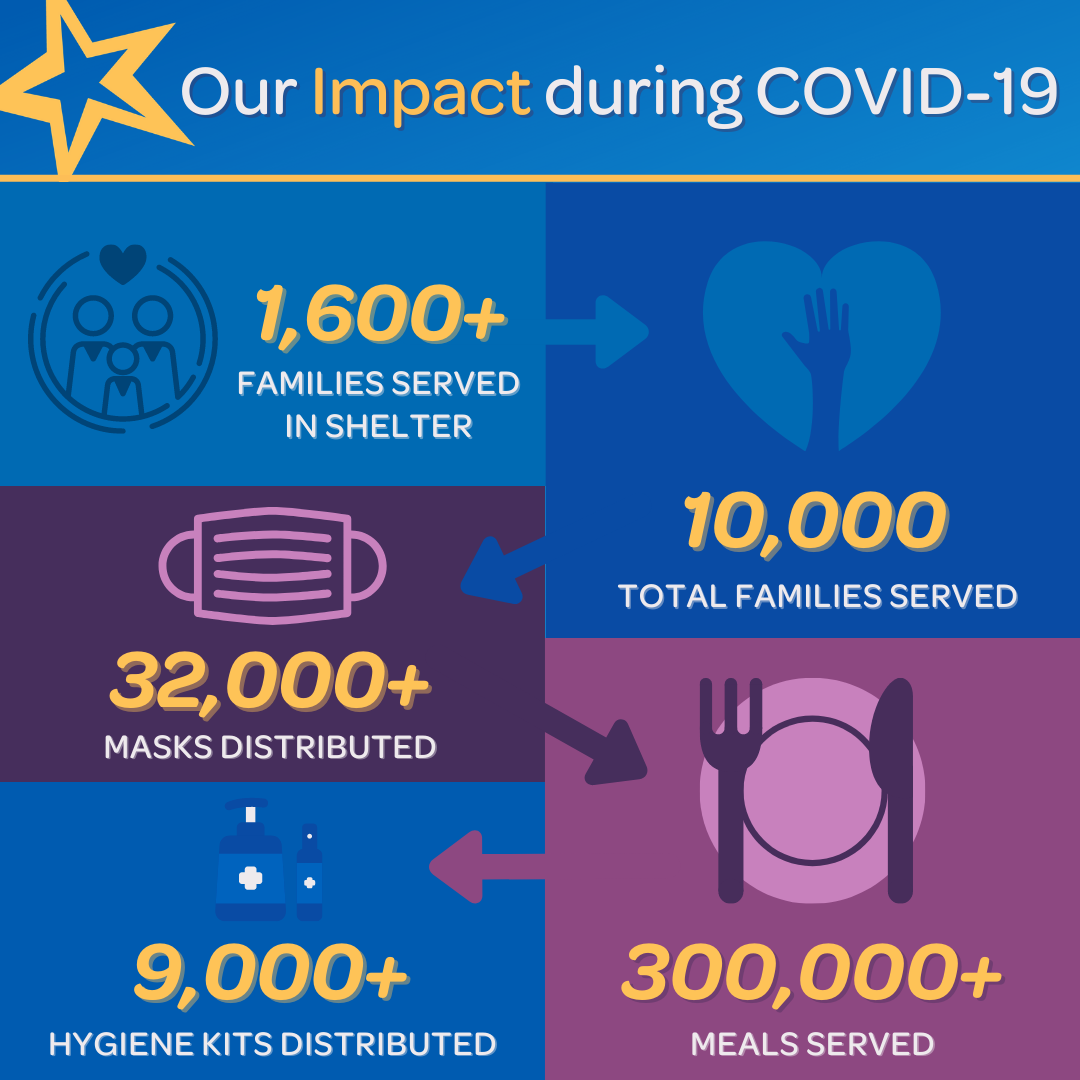 Our Impact during COVID-19
1,600+
FAMILIES SERVED
IN SHELTER
10,000
TOTAL FAMILIES SERVED
32,000+
MASKS DISTRIBUTED
300,000+
MEALS SERVED
9,000+
HYGIENE KITS DISTRIBUTED